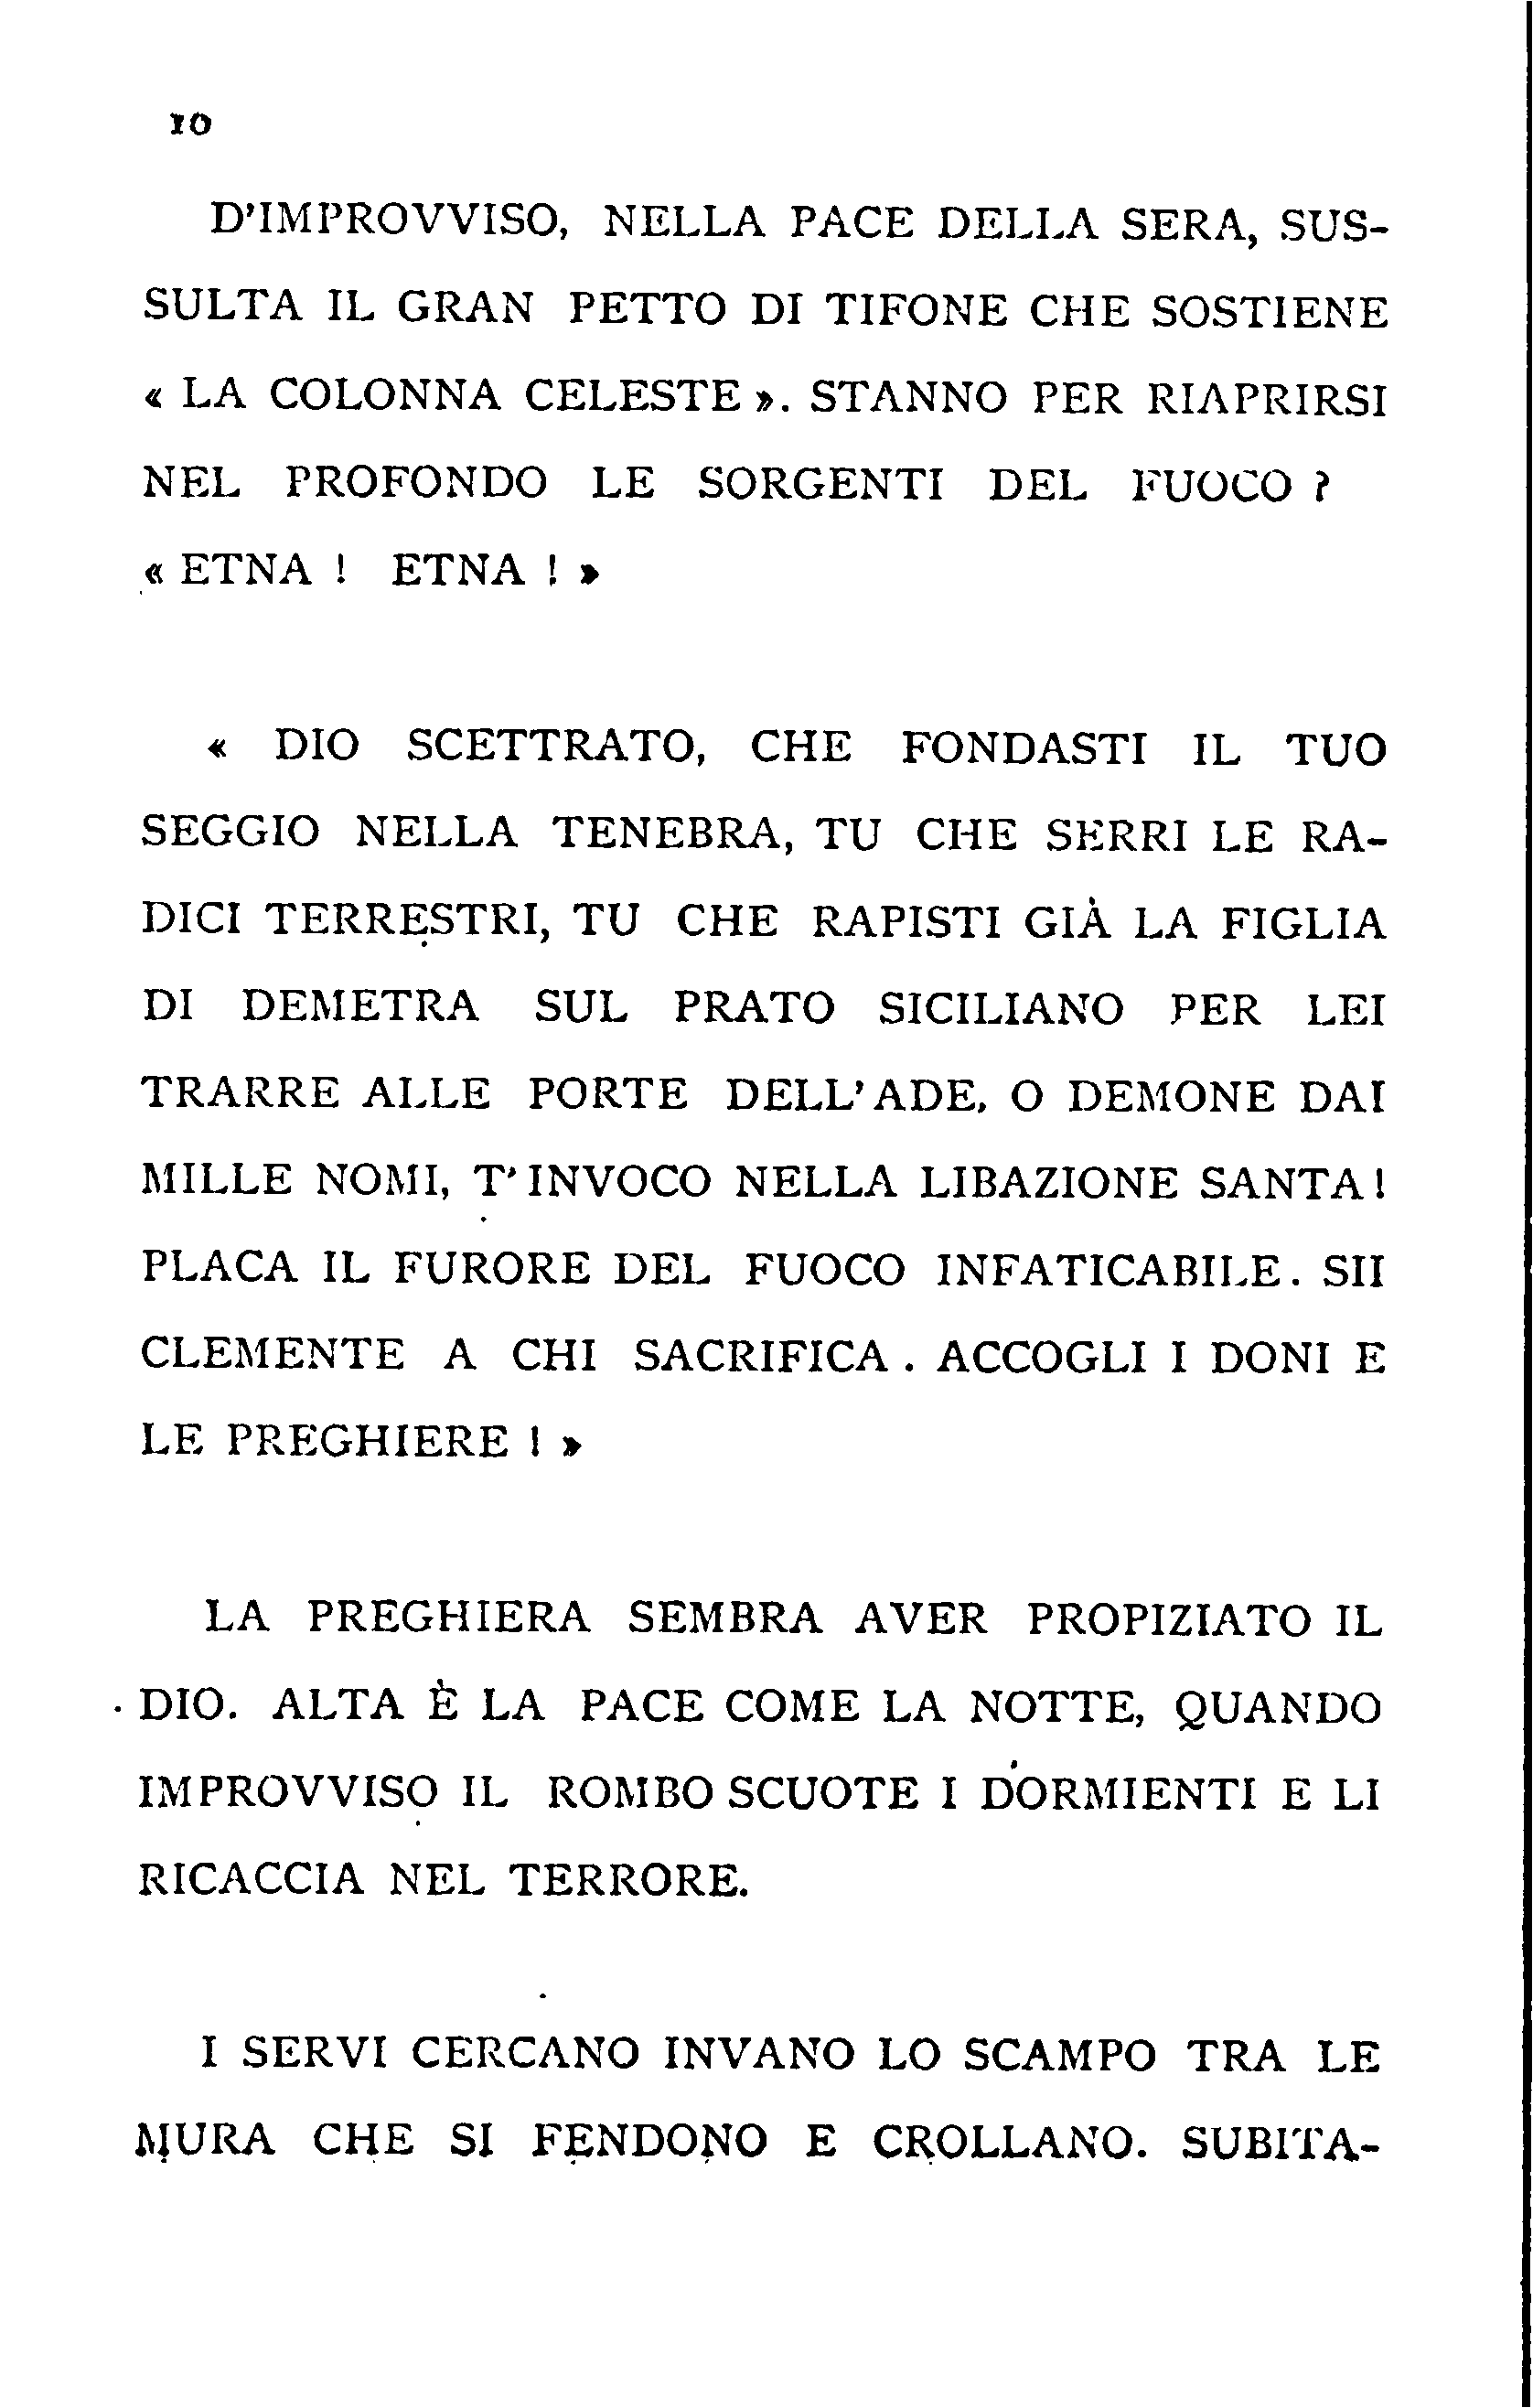 10
D'IMPROVVISO, NELLA PACE DELLA SERA, SUS-
SULTA IL GRAN PETTO DI TIFONE CHE SOSTIENE
« LA COLONNA CELESTE ». STANNO PER RIAPRIRSI
NEL PROFONDO LE SORGENTI DEL FUOCO ?
« ETNA ! ETNA ! »
« DIO SCETTRATO, CHE FONDASTI IL TUO
SEGGIO NELLA TENEBRA, TU CHE SERRI LE RA-
DICI TERRESTRI, TU CHE RAPISTI GIÀ LA FIGLIA
DI DEMETRA SUL PRATO SICILIANO PER LEI
TRARRE ALLE PORTE DELL' ADE, O DEMONE DAI
MILLE NOMI, T' INVOCO NELLA LIBAZIONE SANTA !
PLACA IL FURORE DEL FUOCO INFATICABILE. SII
CLEMENTE A CHI SACRIFICA . ACCOGLI I DONI E
LE PREGHIERE ! »
LA PREGHIERA SEMBRA AVER PROPIZIATO IL
DIO. ALTA È LA PACE COME LA NOTTE, QUANDO
IMPROVVISO IL ROMBO SCUOTE I DORMIENTI E LI
RICACCIA NEL TERRORE.
I SERVI CERCANO INVANO LO SCAMPO TRA LE
MURA CHE SI FENDONO E CROLLANO. SUBITA-